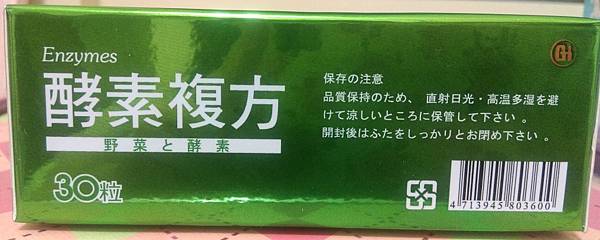 Enzymes
酵素複方
野菜と酵素
30粒
GH
保存の注意
品質保持のため、直射日光・高温多湿を避
けて涼しいところに保管して下さい。
開封後はふたをしっかりとお閉め下さい。
4 713945 803600